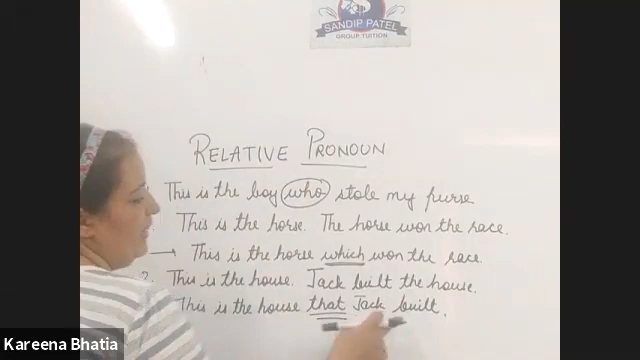 SANDIP PATEL
GROUP TUITION
RELATIVE PRONOUN
This is the boy who stole my purse
This is the horse. The horse won the race.
→ This is the horse which won the race.
2. This is the house. Jack built the house.
This is the house that Jack built.
Kareena Bhatia